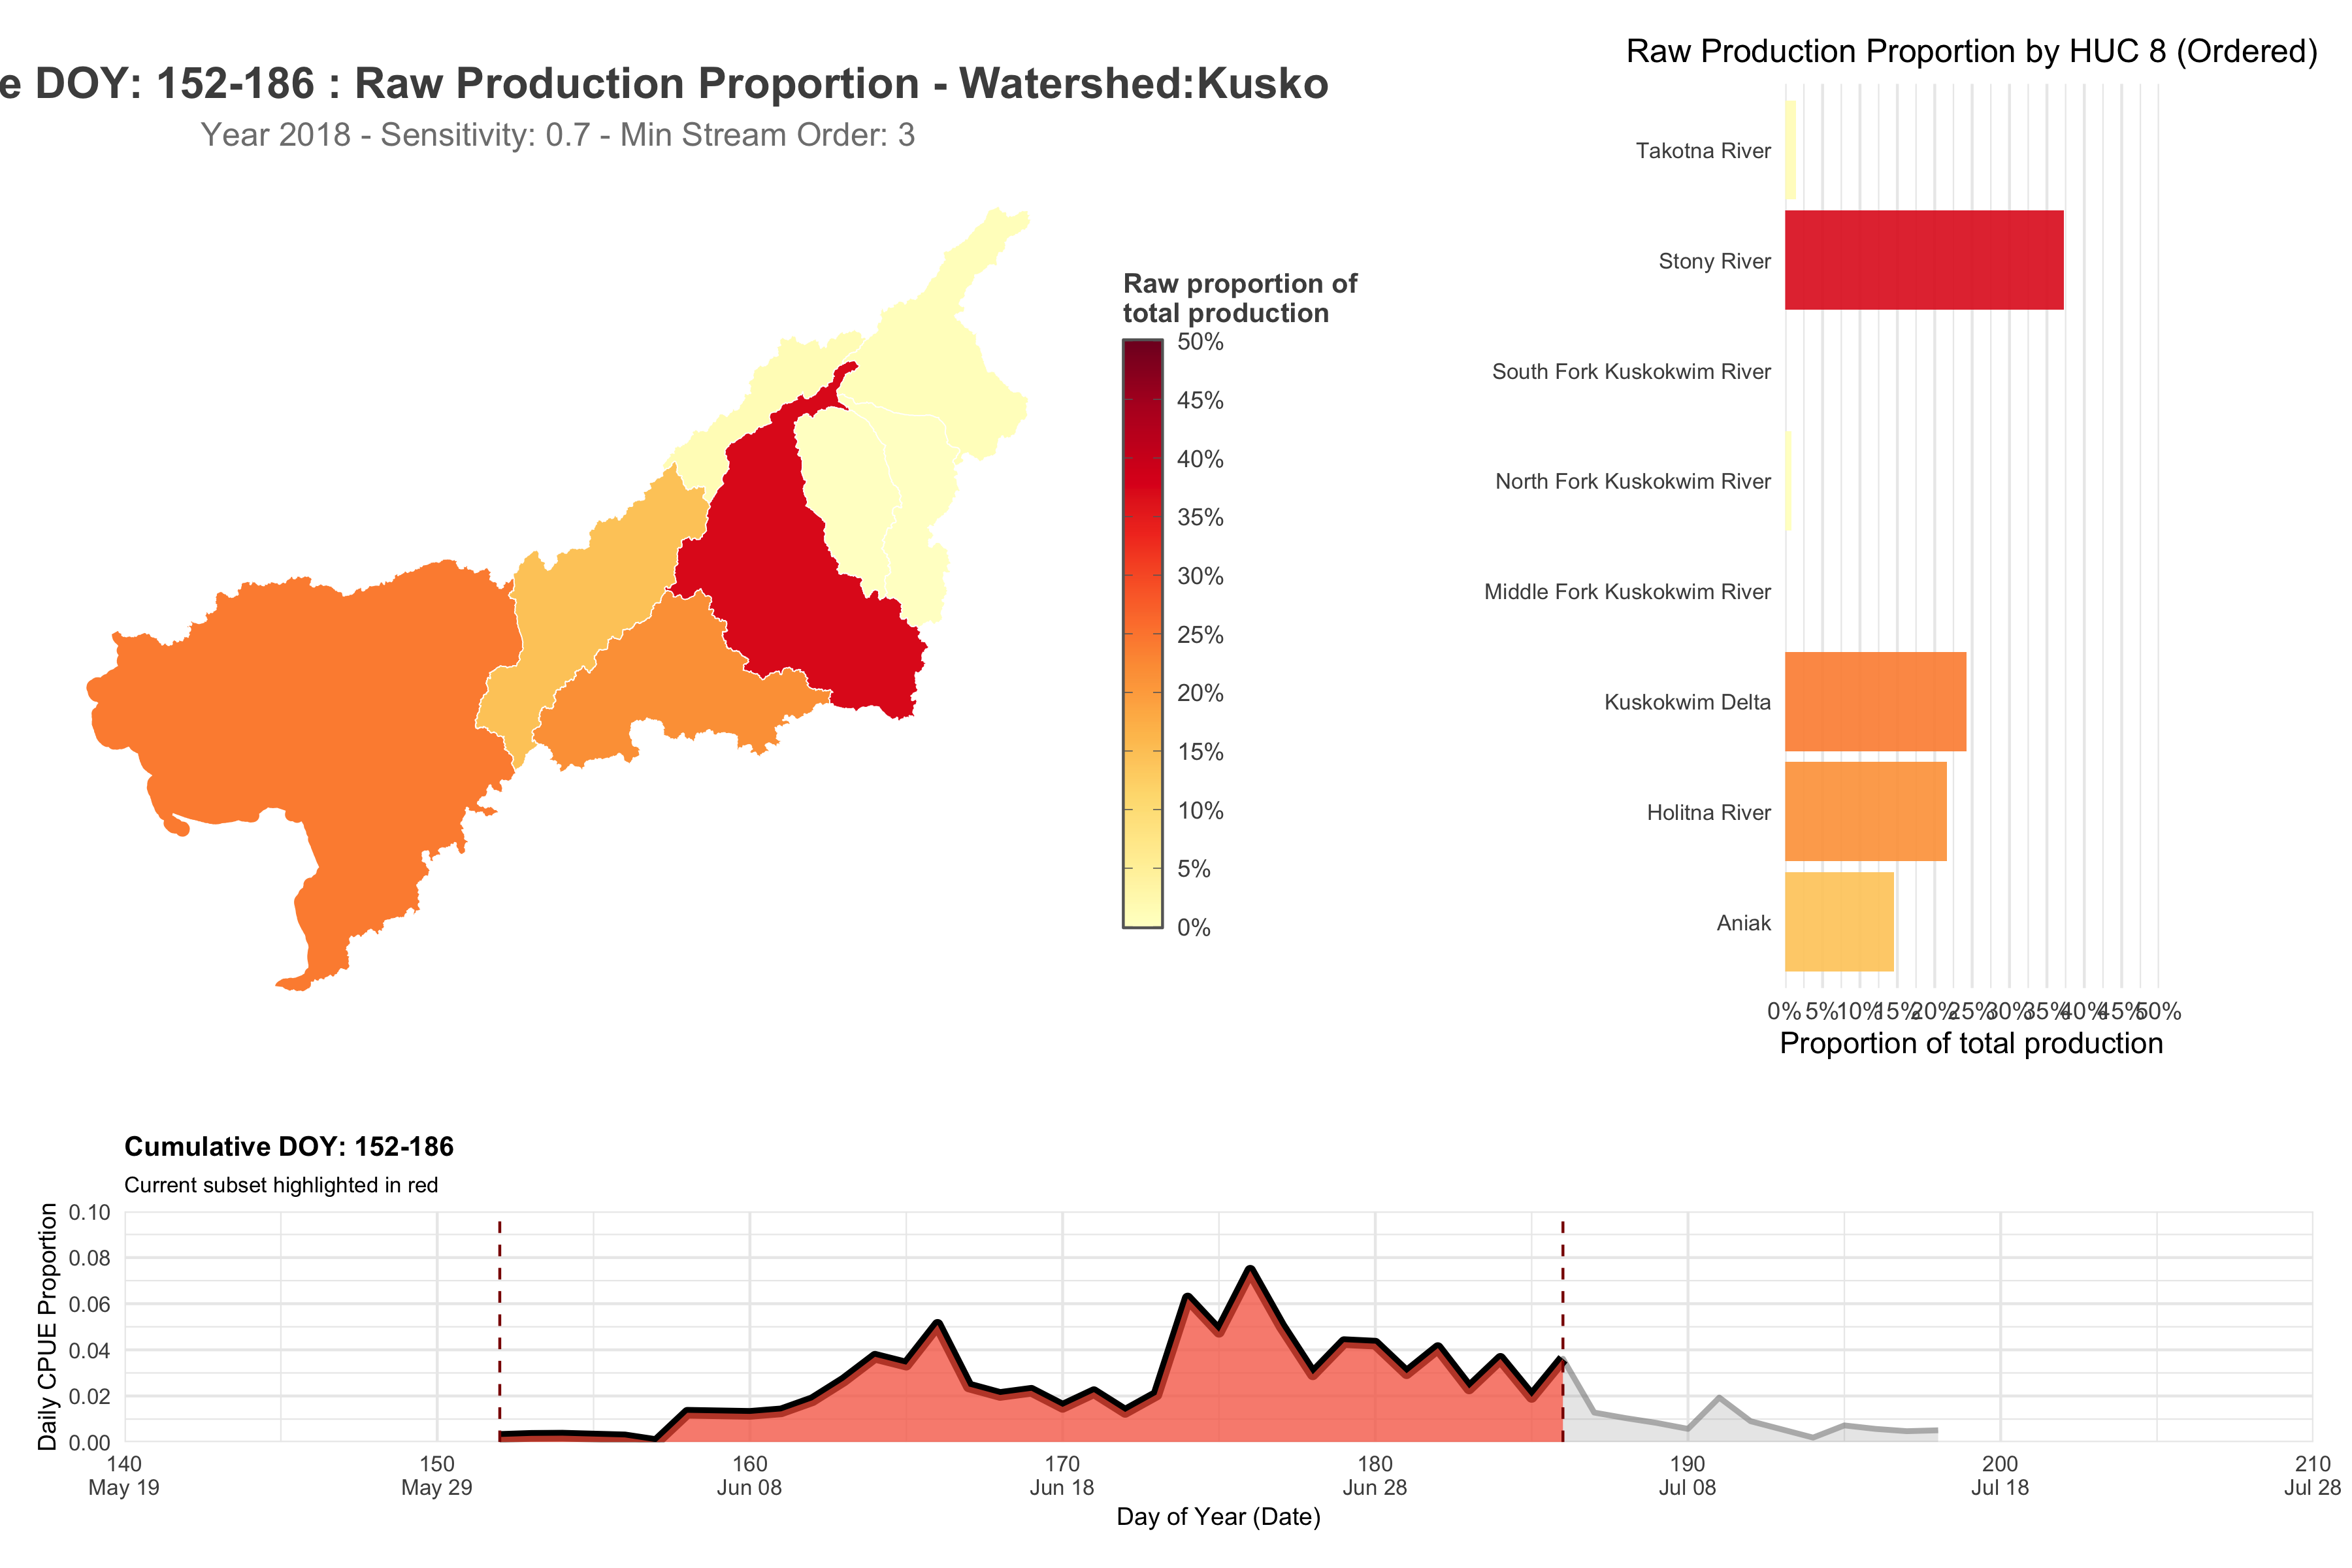 e DOY: 152-186 : Raw Production Proportion - Watershed:Kusko
Year 2018 - Sensitivity: 0.7 - Min Stream Order: 3
Raw proportion of
total production
50%
45%
40%
35%
30%
25%
20%
15%
10%
5%
0%
Raw Production Proportion by HUC 8 (Ordered)
Takotna River
Stony River
South Fork Kuskokwim River
North Fork Kuskokwim River
Middle Fork Kuskokwim River
Kuskokwim Delta
Holitna River
Aniak
0% 5% 10% 15% 20% 25% 30% 35% 40% 45% 50%
Proportion of total production
Cumulative DOY: 152-186
Current subset highlighted in red
Daily CPUE Proportion
0.10
0.08
0.06
0.04
0.02
0.00
140 150 160 170 180 190 200 210
May 19 May 29 Jun 08 Jun 18 Jun 28 Jul 08 Jul 18 Jul 28
Day of Year (Date)